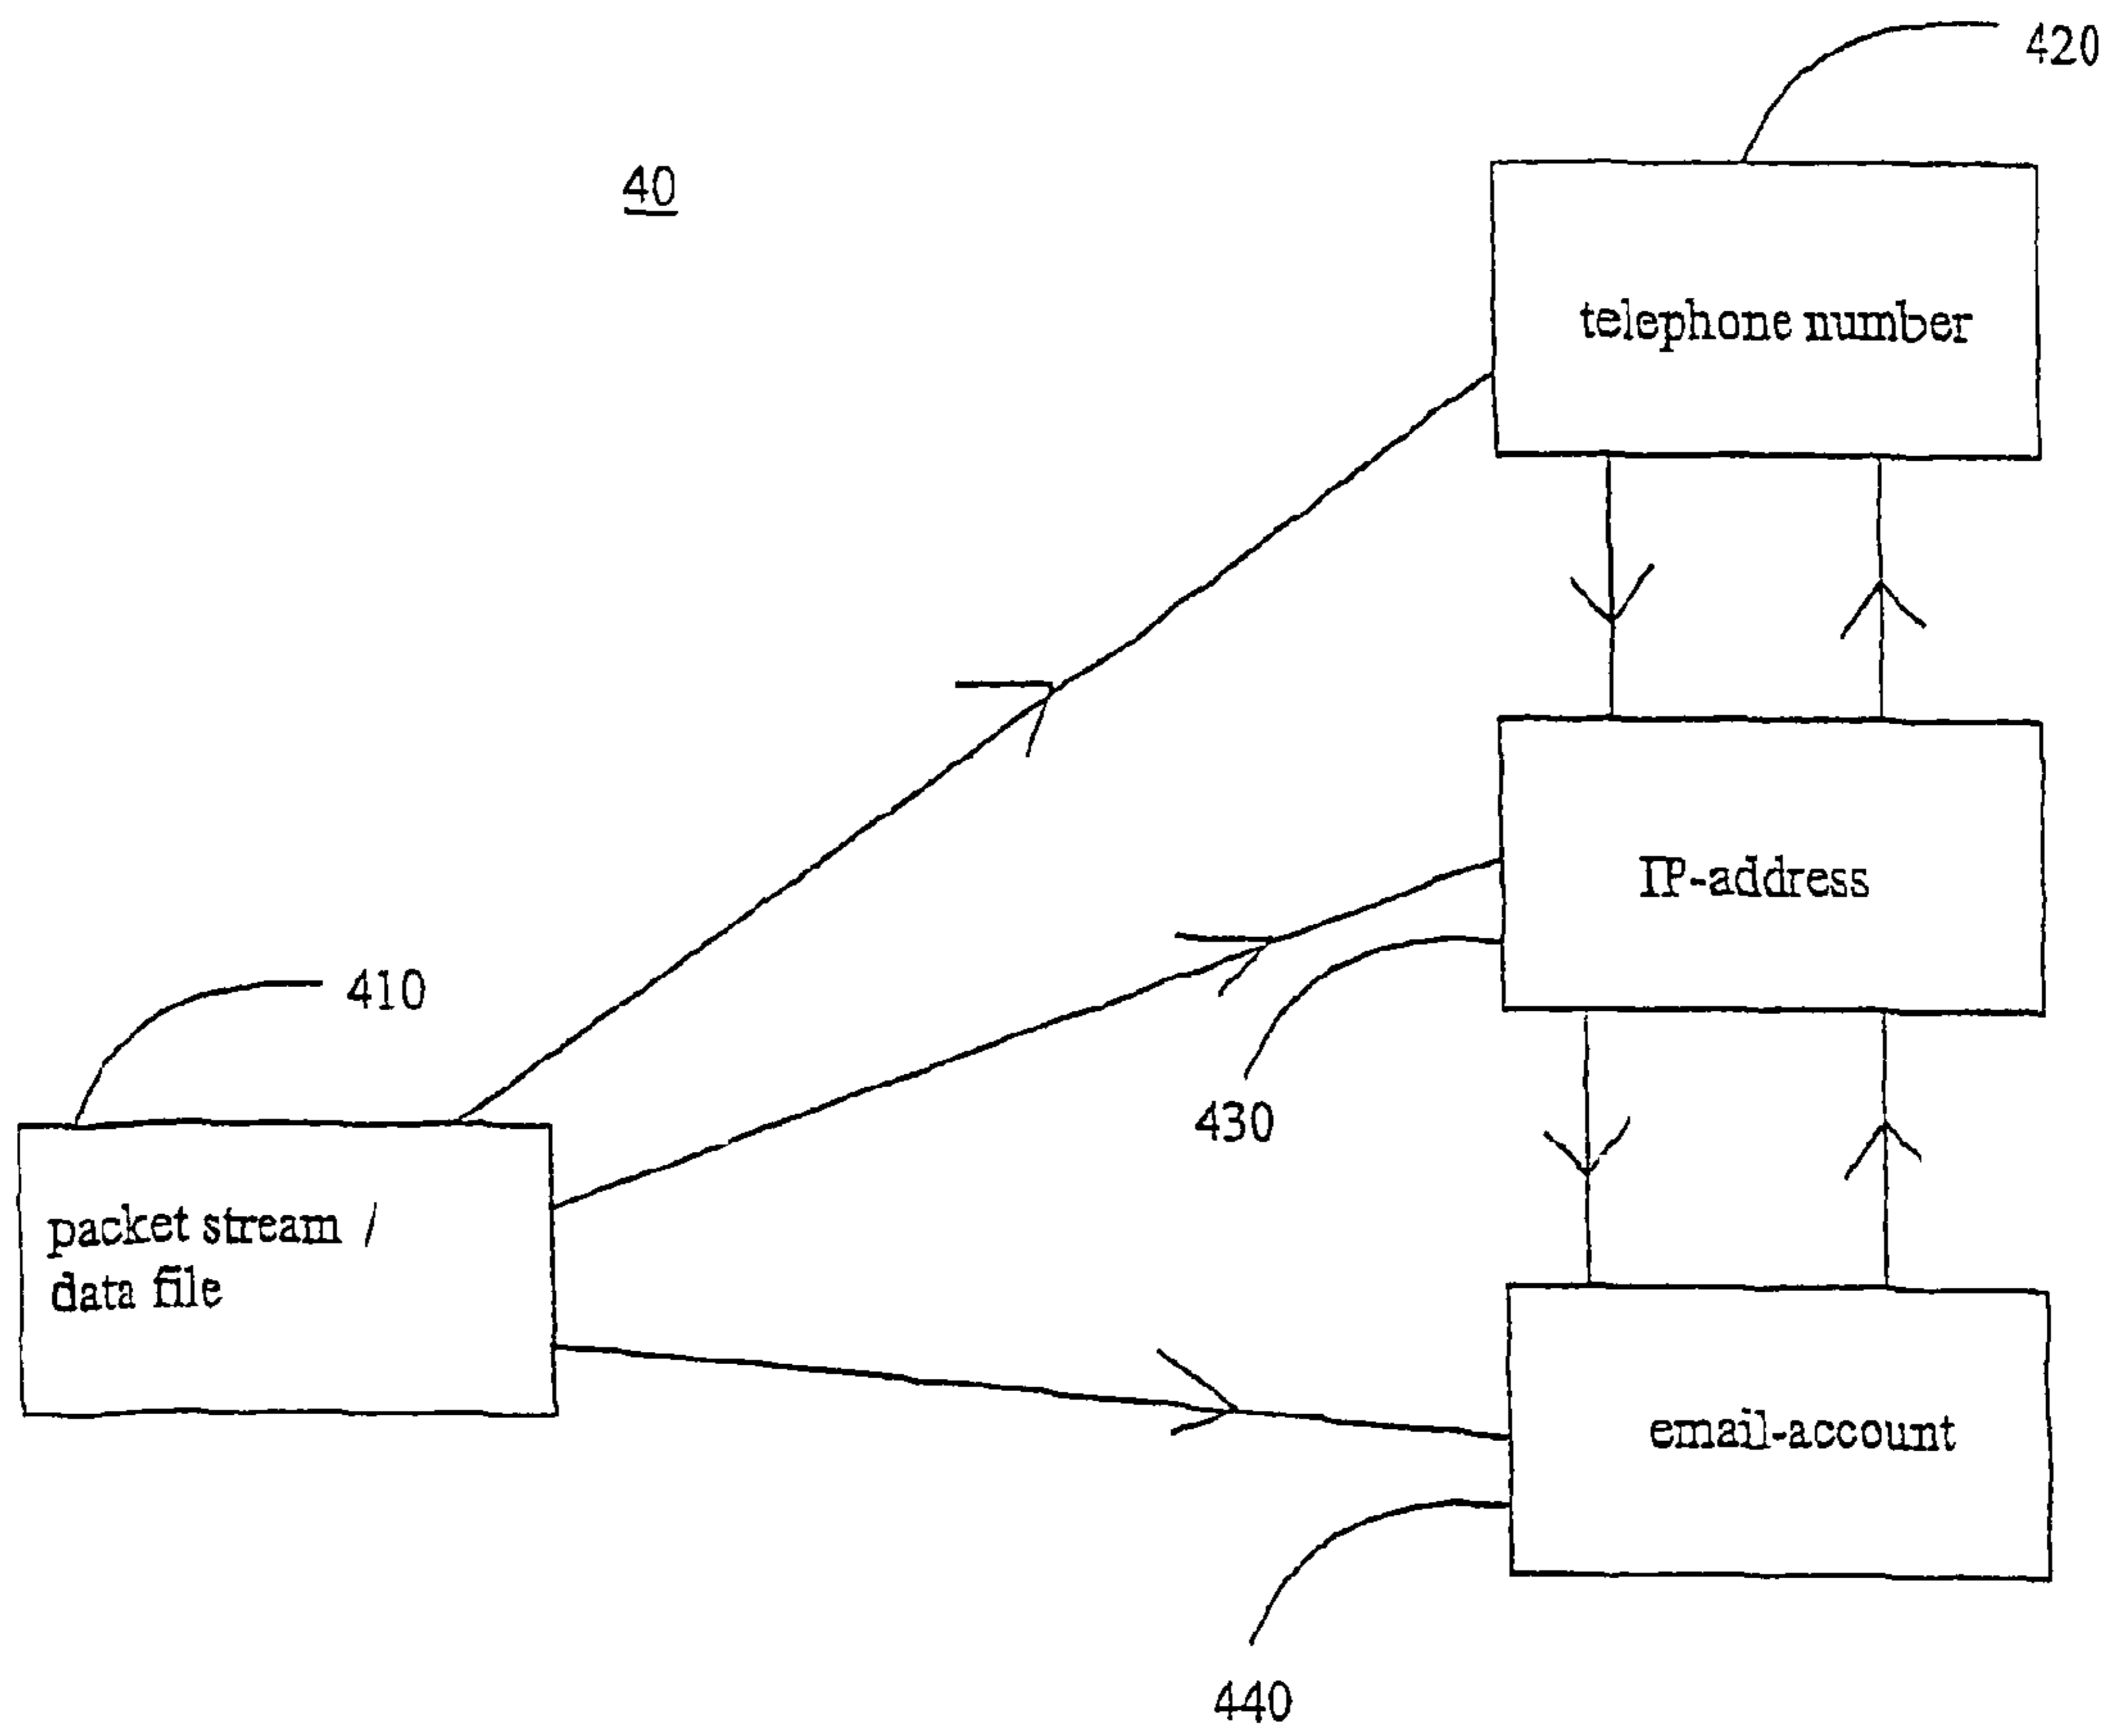 420
40
telephone number
IP-address
410
430
packet stream /
data file
email-account
440